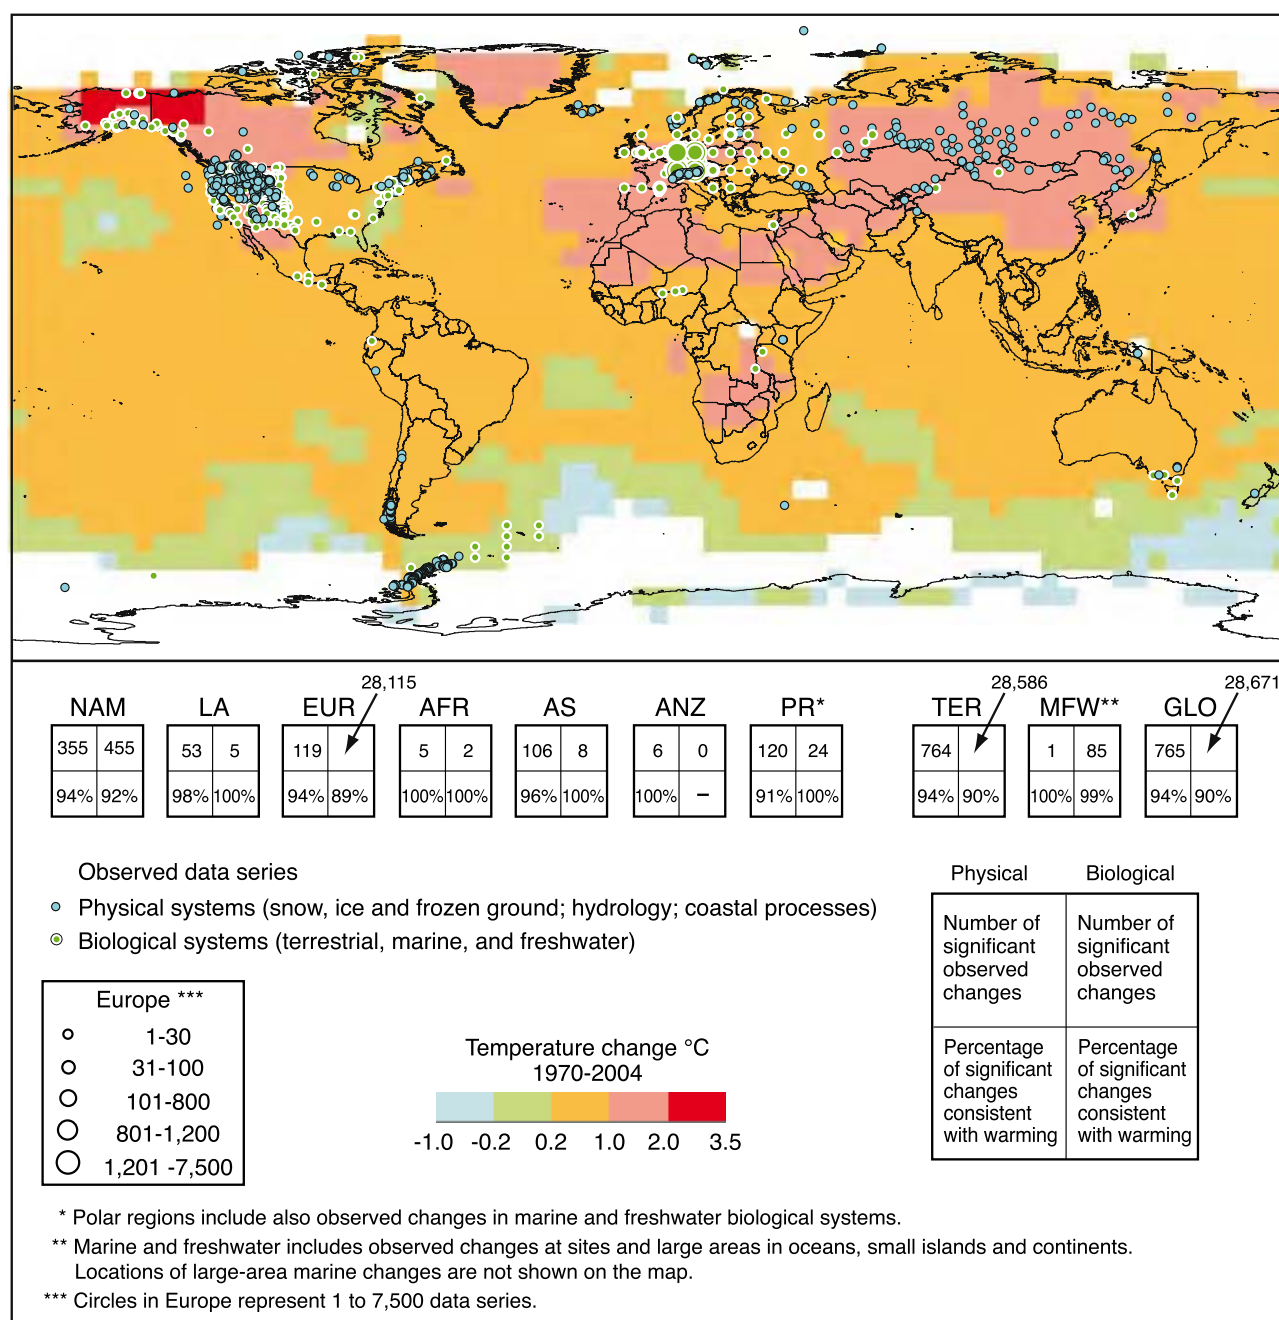 28,115 28,586 28,671
NAM LA EUR AFR AS ANZ PR* TER MFW** GLO
355 455 53 5 119 5 2 106 8 6 0 120 24 764 1 85 765
94% 92% 98% 100% 94% 89% 100% 100% 96% 100% 100% – 91% 100% 94% 90% 100% 99% 94% 90%
Observed data series
Physical systems (snow, ice and frozen ground; hydrology; coastal processes)
Biological systems (terrestrial, marine, and freshwater)
Europe ***
1-30
31-100
101-800
801-1,200
1,201 -7,500
Temperature change °C
1970-2004
-1.0 -0.2 0.2 1.0 2.0 3.5
Physical Biological
Number of
significant
observed
changes
Number of
significant
observed
changes
Percentage
of significant
changes
consistent
with warming
Percentage
of significant
changes
consistent
with warming
* Polar regions include also observed changes in marine and freshwater biological systems.
** Marine and freshwater includes observed changes at sites and large areas in oceans, small islands and continents.
Locations of large-area marine changes are not shown on the map.
*** Circles in Europe represent 1 to 7,500 data series.